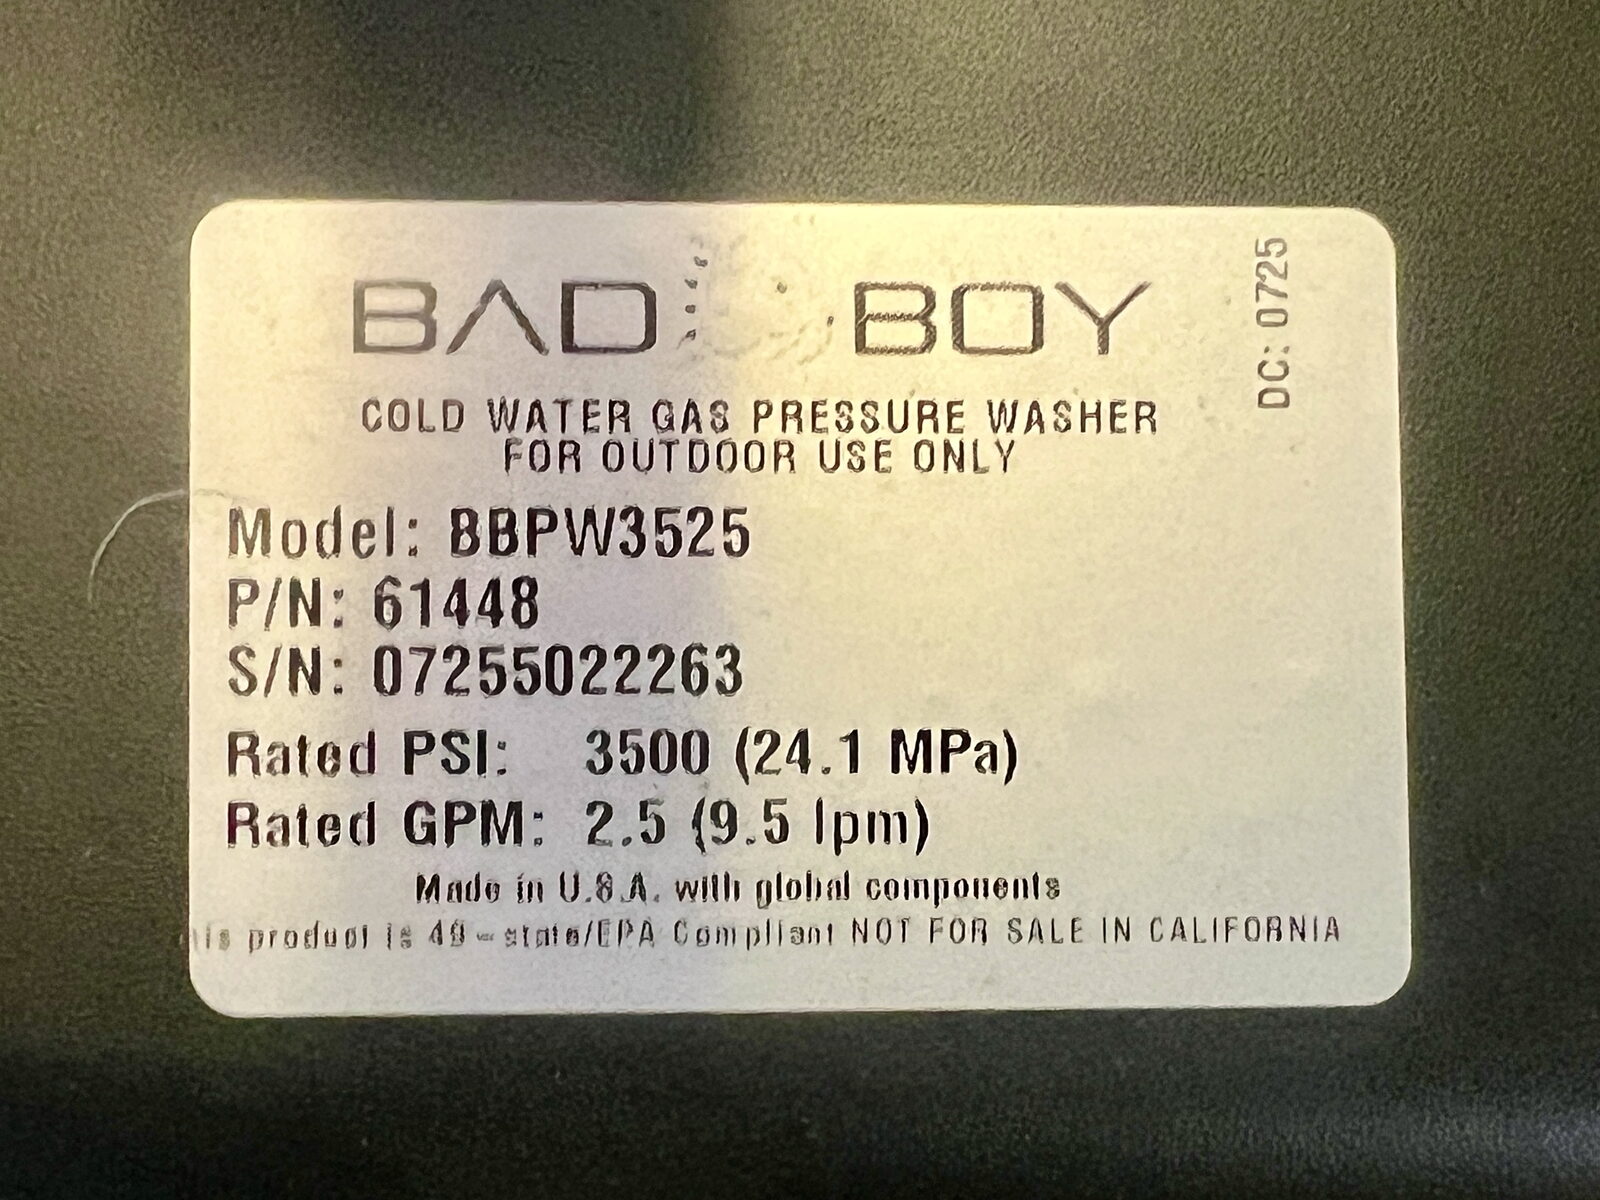 BAD BOY
DC: 0725
COLD WATER GAS PRESSURE WASHER
FOR OUTDOOR USE ONLY
Model: BBPW3525
P/N: 61448
S/N: 07255022263
Rated PSI: 3500 (24.1 MPa)
Rated GPM: 2.5 (9.5 lpm)
Made in U.S.A. with global components
is product is 49-state/EPA Compliant NOT FOR SALE IN CALIFORNIA